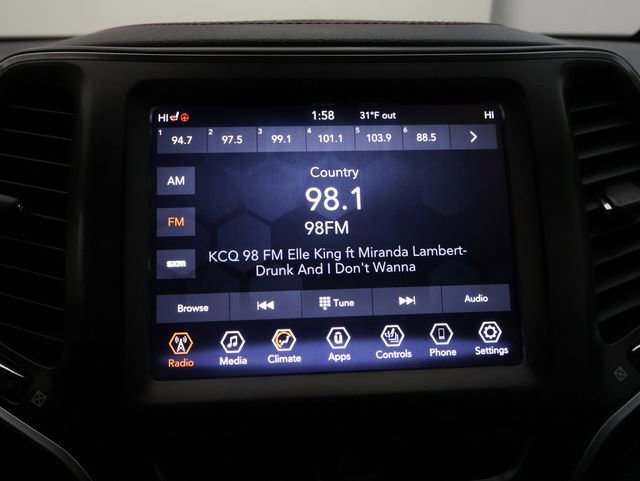 HI 1:58 31°F out HI
1 94.7 2 97.5 3 99.1 4 101.1 5 103.9 6 88.5
Country
AM
98.1
FM
98FM
KCQ 98 FM Elle King ft Miranda Lambert-
Drunk And I Don't Wanna
sxm
Browse Tune Audio
Radio Media Climate Apps Controls Phone Settings